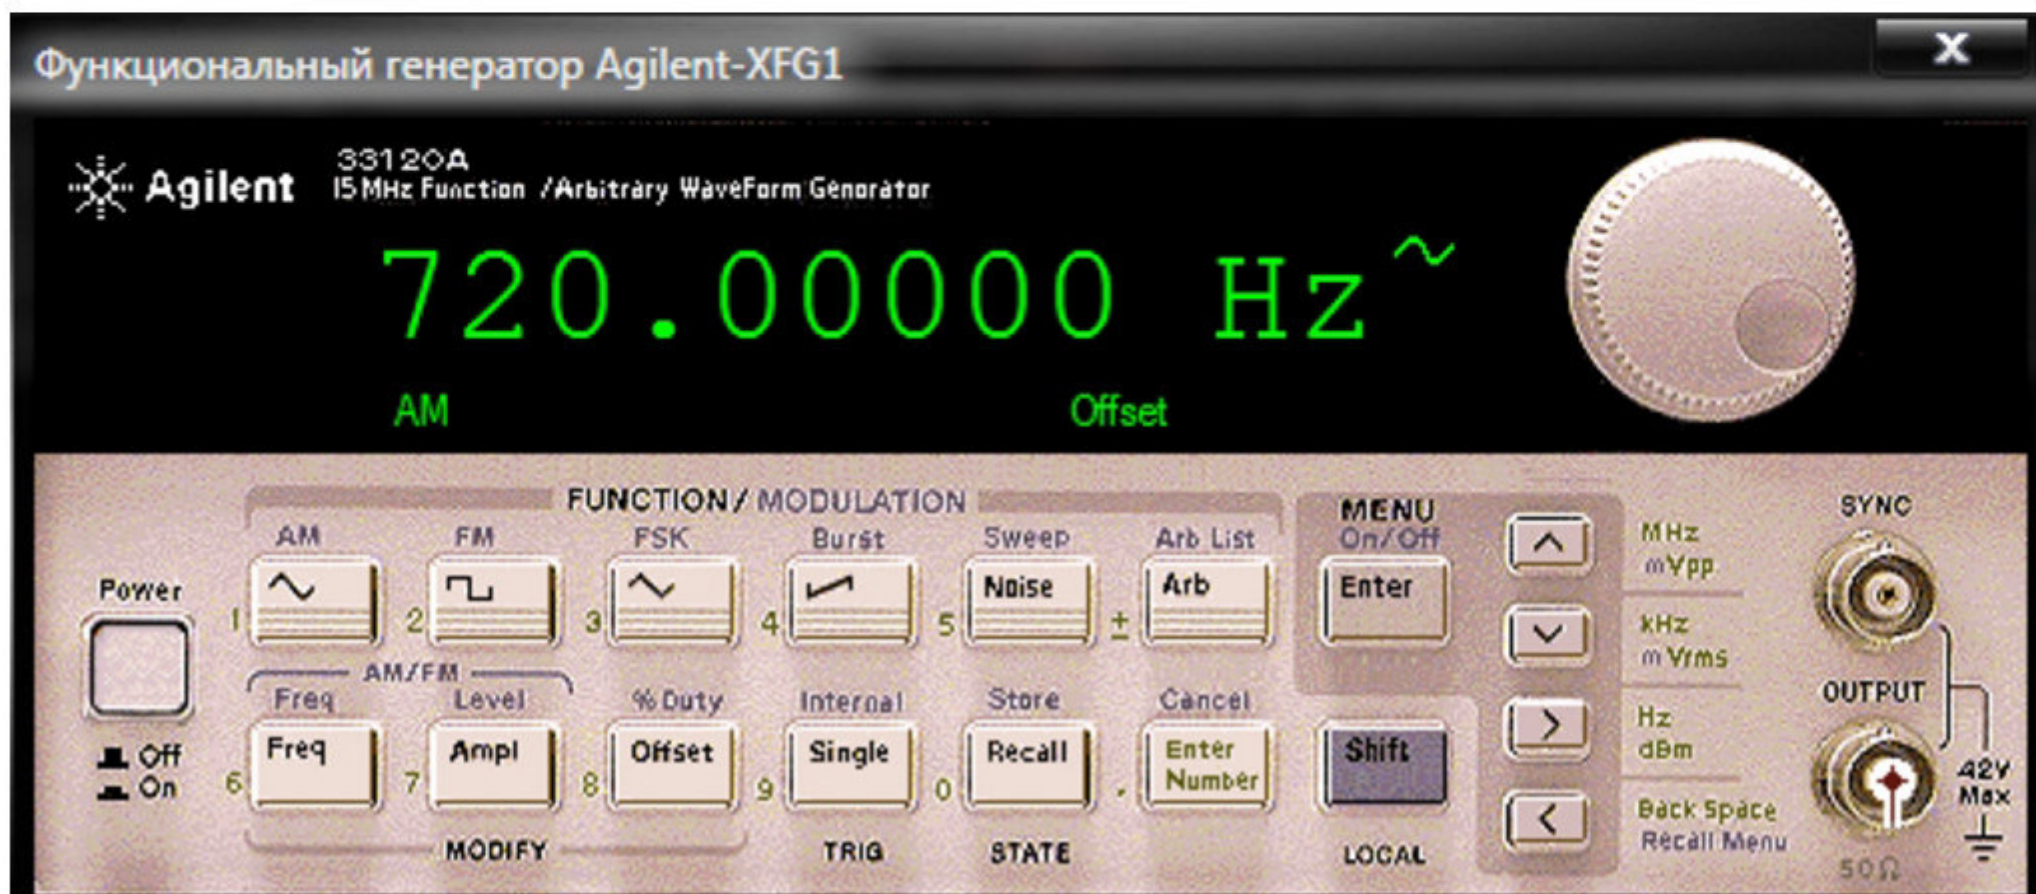 Функциональный генератор Agilent-XFG1
X
33120A
Agilent 15 MHz Function / Arbitrary WaveForm Genorator
720.00000 Hz
AM Offset
FUNCTION / MODULATION
AM FM FSK Burst Sweep Arb List
MENU
On/Off
1 2 3 4 5 Noise ± Arb
Enter
Power
Off
On
AM/FM
Freq Level % Duty Internal Store Cancel
6 Freq 7 Ampl 8 Offset 9 Single 0 Recall . Enter Number
Shift
MODIFY TRIG STATE LOCAL
MHz
mVpp
kHz
mVrms
Hz
dBm
Back Space
Recall Menu
SYNC
OUTPUT
42V
Max
50Ω